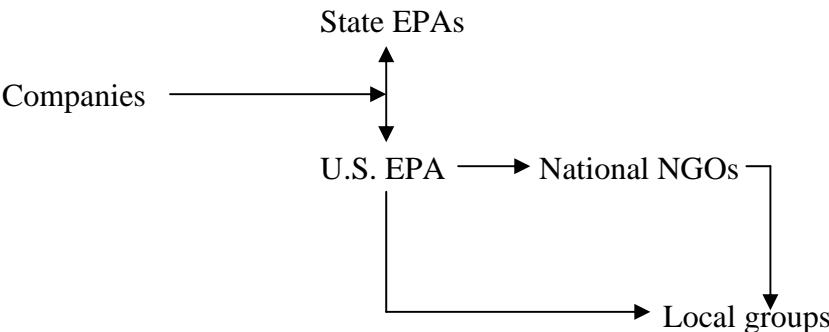 State EPAs
Companies
U.S. EPA
National NGOs
Local groups